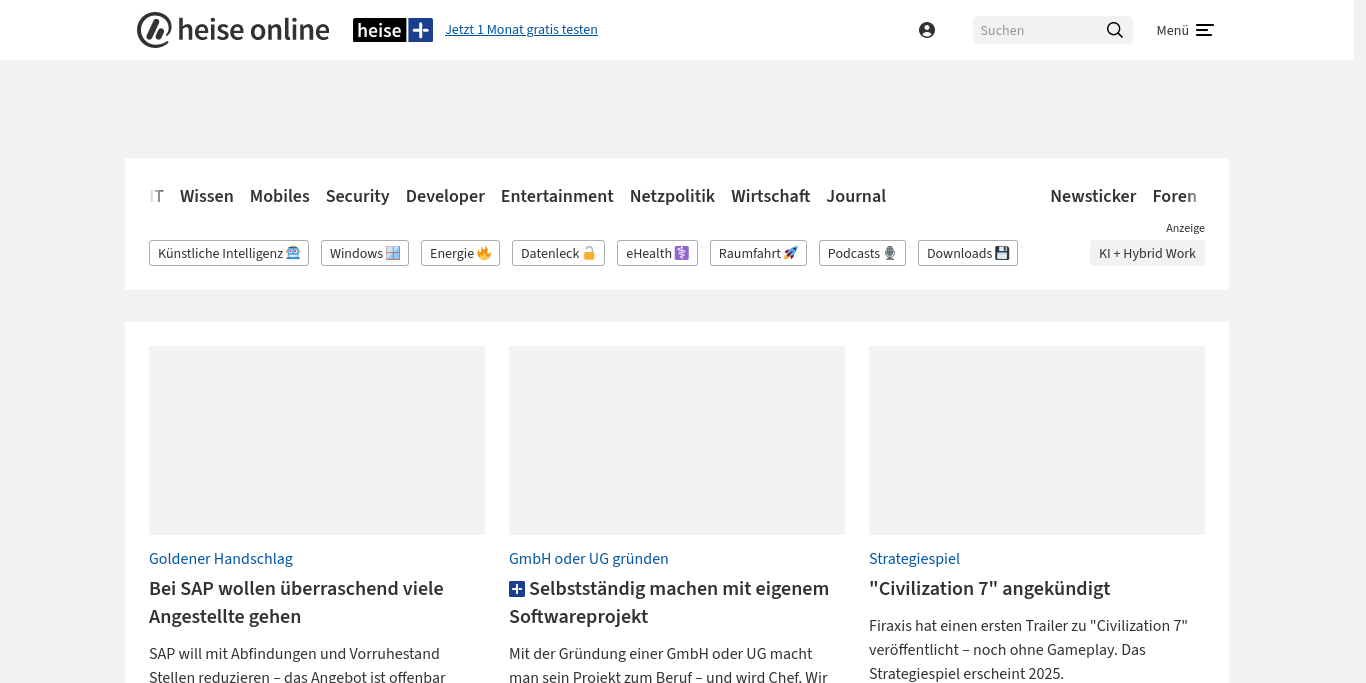 heise online
heise
Jetzt 1 Monat gratis testen
Suchen
Menü
IT Wissen Mobiles Security Developer Entertainment Netzpolitik Wirtschaft Journal Newsticker Foren
Anzeige
Künstliche Intelligenz Windows Energie Datenleck eHealth Raumfahrt Podcasts Downloads KI + Hybrid Work
Goldener Handschlag
Bei SAP wollen überraschend viele
Angestellte gehen
SAP will mit Abfindungen und Vorruhestand
Stellen reduzieren – das Angebot ist offenbar
GmbH oder UG gründen
Selbstständig machen mit eigenem
Softwareprojekt
Mit der Gründung einer GmbH oder UG macht
man sein Projekt zum Beruf – und wird Chef. Wir
Strategiespiel
"Civilization 7" angekündigt
Firaxis hat einen ersten Trailer zu "Civilization 7"
veröffentlicht – noch ohne Gameplay. Das
Strategiespiel erscheint 2025.